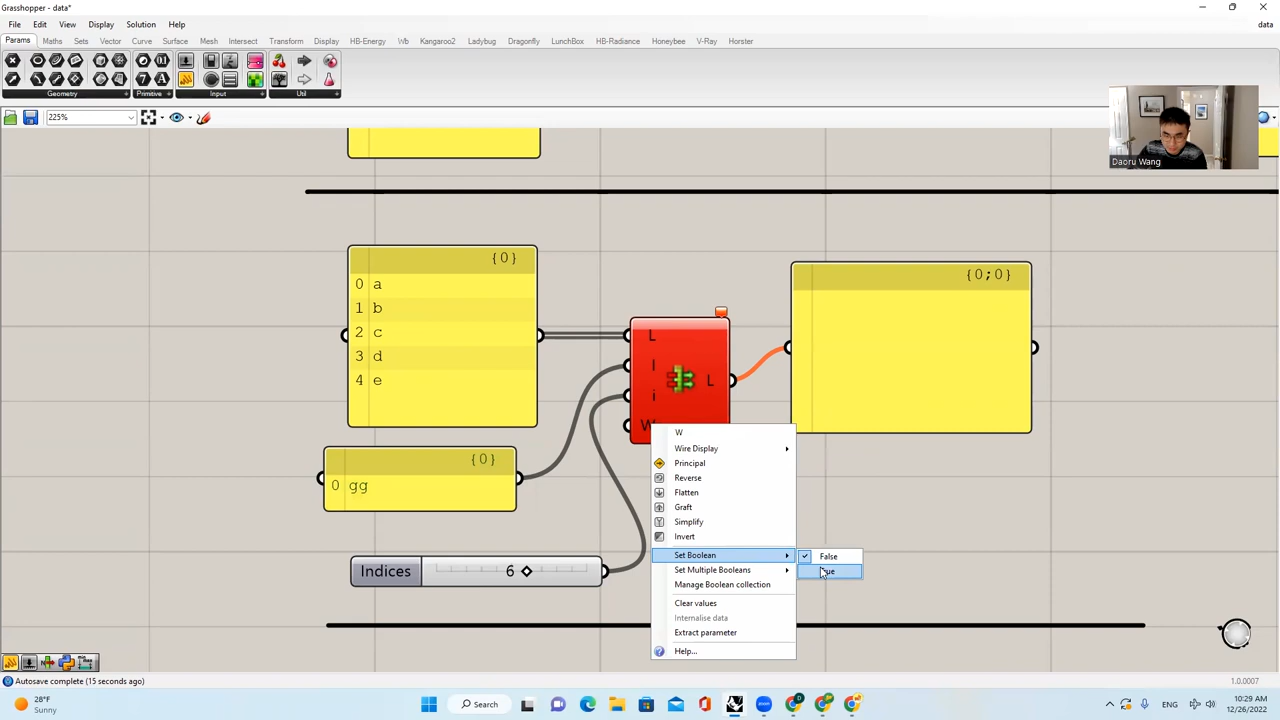 Grasshopper - data*
File Edit View Display Solution Help
data
Params Maths Sets Vector Curve Surface Mesh Intersect Transform Display HB-Energy Wb Kangaroo2 Ladybug Dragonfly LunchBox HB-Radiance Honeybee V-Ray Horster
Geometry
Primitive
Input
Util
225%
Daoru Wang
{0}
0 a
1 b
2 c
3 d
4 e
{0}
0 gg
Indices 6
L
I
i
W
L
{0;0}
W
Wire Display
Principal
Reverse
Flatten
Graft
Simplify
Invert
Set Boolean
Set Multiple Booleans
Manage Boolean collection
Clear values
Internalise data
Extract parameter
Help...
False
Autosave complete (15 seconds ago)
1.0.0007
28°F
Sunny
Search
ENG
10:29 AM
12/26/2022